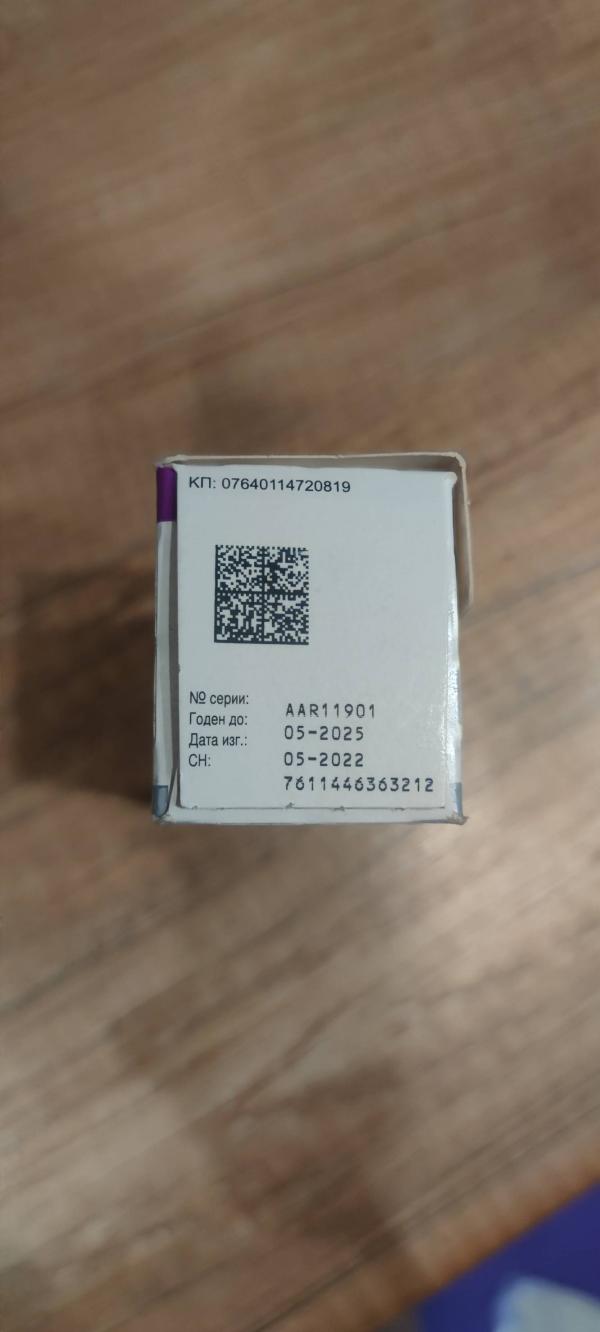 КП: 07640114720819
№ серии: AAR11901
Годен до: 05-2025
Дата изг.: 05-2022
СН: 7611446363212